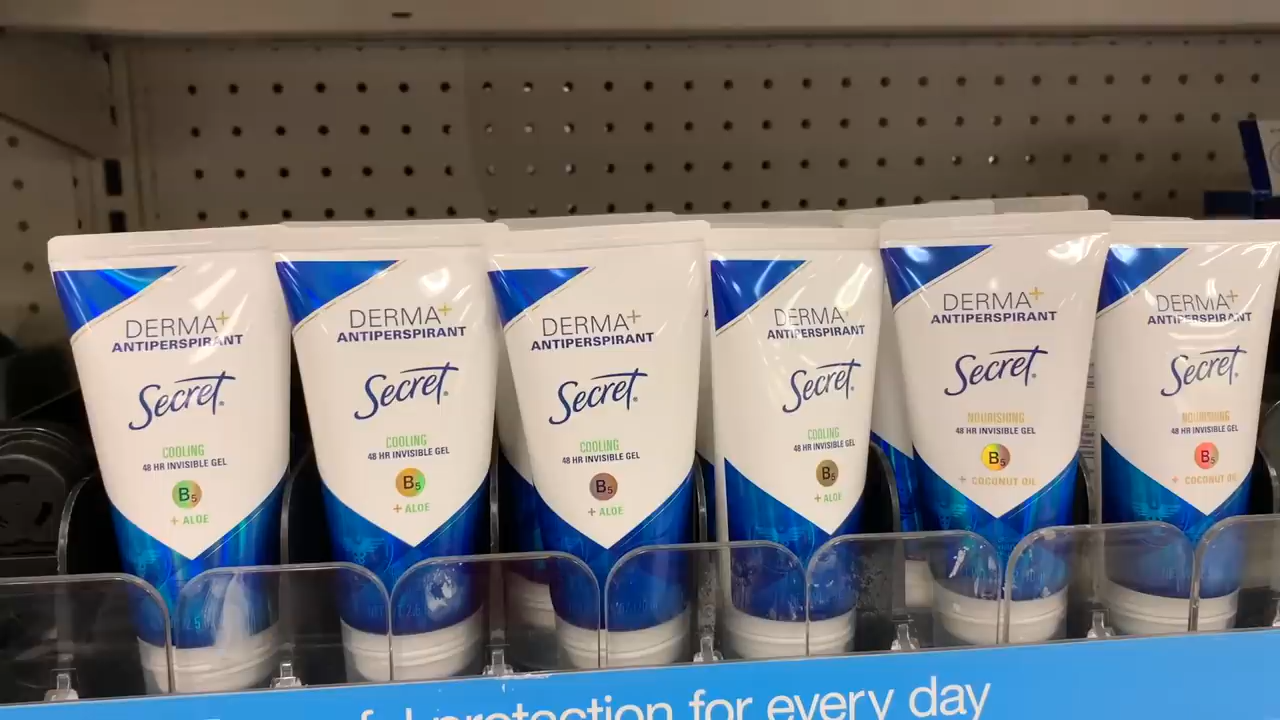 DERMA+
ANTIPERSPIRANT
Secret
COOLING
48 HR INVISIBLE GEL
B5
+ ALOE
DERMA+
ANTIPERSPIRANT
Secret
COOLING
48 HR INVISIBLE GEL
B5
+ ALOE
DERMA+
ANTIPERSPIRANT
Secret
COOLING
48 HR INVISIBLE GEL
B5
+ ALOE
DERMA+
ANTIPERSPIRANT
Secret
COOLING
48 HR INVISIBLE GEL
B5
+ ALOE
DERMA+
ANTIPERSPIRANT
Secret
NOURISHING
48 HR INVISIBLE GEL
B5
+ COCONUT OIL
DERMA+
ANTIPERSPIRANT
Secret
NOURISHING
48 HR INVISIBLE GEL
B5
+ COCONUT OIL
protection for every day